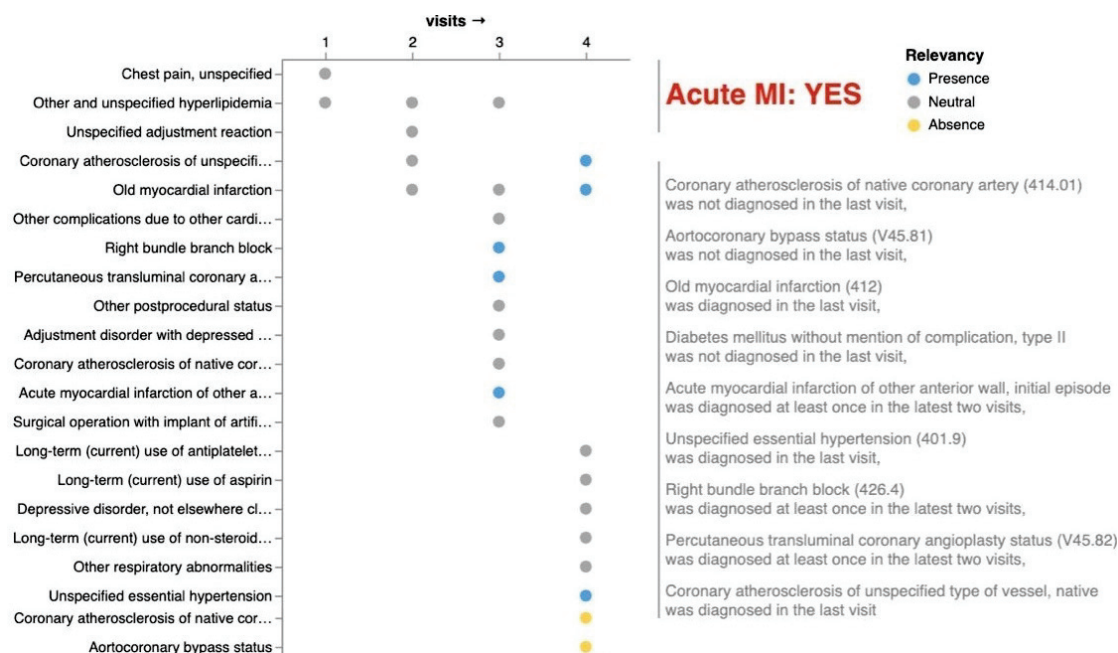 visits →
1 2 3 4
Chest pain, unspecified
Other and unspecified hyperlipidemia
Unspecified adjustment reaction
Coronary atherosclerosis of unspecifi...
Old myocardial infarction
Other complications due to other cardi...
Right bundle branch block
Percutaneous transluminal coronary a...
Other postprocedural status
Adjustment disorder with depressed ...
Coronary atherosclerosis of native cor...
Acute myocardial infarction of other a...
Surgical operation with implant of artifi...
Long-term (current) use of antiplatelet...
Long-term (current) use of aspirin
Depressive disorder, not elsewhere cl...
Long-term (current) use of non-steroid...
Other respiratory abnormalities
Unspecified essential hypertension
Coronary atherosclerosis of native cor...
Aortocoronary bypass status
Acute MI: YES
Relevancy
Presence
Neutral
Absence
Coronary atherosclerosis of native coronary artery (414.01)
was not diagnosed in the last visit,
Aortocoronary bypass status (V45.81)
was not diagnosed in the last visit,
Old myocardial infarction (412)
was diagnosed in the last visit,
Diabetes mellitus without mention of complication, type II
was not diagnosed in the last visit,
Acute myocardial infarction of other anterior wall, initial episode
was diagnosed at least once in the latest two visits,
Unspecified essential hypertension (401.9)
was diagnosed in the last visit,
Right bundle branch block (426.4)
was diagnosed at least once in the latest two visits,
Percutaneous transluminal coronary angioplasty status (V45.82)
was diagnosed at least once in the latest two visits,
Coronary atherosclerosis of unspecified type of vessel, native
was diagnosed in the last visit